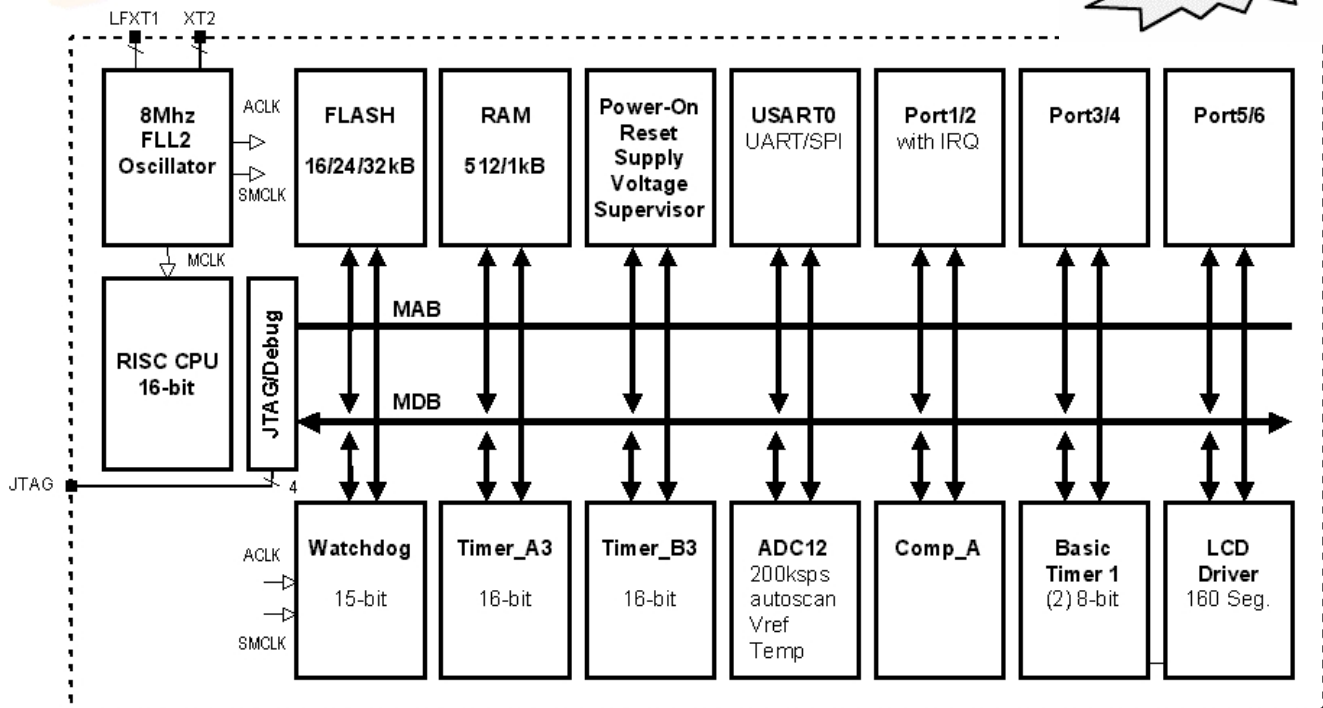 LFXT1 XT2
8Mhz
FLL2
Oscillator
ACLK
SMCLK
FLASH
16/24/32kB
RAM
512/1kB
Power-On
Reset
Supply
Voltage
Supervisor
USART0
UART/SPI
Port1/2
with IRQ
Port3/4
Port5/6
MCLK
RISC CPU
16-bit
JTAG/Debug
MAB
MDB
JTAG
4
ACLK
SMCLK
Watchdog
15-bit
Timer_A3
16-bit
Timer_B3
16-bit
ADC12
200ksps
autoscan
Vref
Temp
Comp_A
Basic
Timer 1
(2) 8-bit
LCD
Driver
160 Seg.